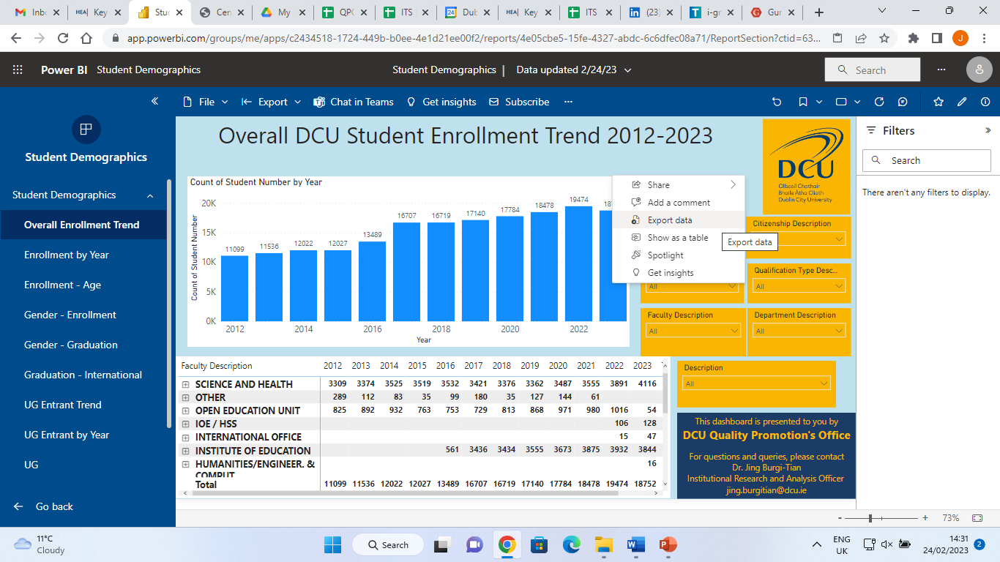 Inbo
HEA| Key
Stud
Cen
My
QPO
ITS
Dub
HEA| Key
ITS
(23)
i-gr
Gur
app.powerbi.com/groups/me/apps/c2434518-1724-449b-b0ee-4e1d21ee00f2/reports/4e05cbe5-15fe-4327-abdc-6c6dfec08a71/ReportSection?ctid=63...
J
Power BI Student Demographics
Student Demographics | Data updated 2/24/23
Search
File Export Chat in Teams Get insights Subscribe
Student Demographics
Student Demographics
Overall Enrollment Trend
Enrollment by Year
Enrollment - Age
Gender - Enrollment
Gender - Graduation
Graduation - International
UG Entrant Trend
UG Entrant by Year
UG
Go back
Overall DCU Student Enrollment Trend 2012-2023
Count of Student Number by Year
Count of Student Number
20K
15K
10K
5K
0K
11099 11536 12022 12027 13489 16707 16719 17140 17784 18478 19474
2012 2014 2016 2018 2020 2022
Year
Share
Add a comment
Export data
Show as a table
Spotlight
Get insights
Export data
DCU
Ollscoil Chathair
Bhaile Átha Cliath
Dublin City University
Citizenship Description
Qualification Type Desc...
All
All
Faculty Description
All
Department Description
All
Description
All
Filters
Search
There aren't any filters to display.
Faculty Description 2012 2013 2014 2015 2016 2017 2018 2019 2020 2021 2022 2023
SCIENCE AND HEALTH 3309 3374 3525 3519 3532 3421 3376 3362 3487 3555 3891 4116
OTHER 289 112 83 35 99 180 35 127 144 61
OPEN EDUCATION UNIT 825 892 932 763 753 729 813 868 971 980 1016 54
IOE / HSS 106 128
INTERNATIONAL OFFICE 15 47
INSTITUTE OF EDUCATION 561 3436 3434 3555 3673 3875 3932 3844
HUMANITIES/ENGINEER. & 16
COMPUT
Total 11099 11536 12022 12027 13489 16707 16719 17140 17784 18478 19474 18752
This dashboard is presented to you by
DCU Quality Promotion's Office
For questions and queries, please contact
Dr. Jing Burgi-Tian
Institutional Research and Analysis Officer
jing.burgitian@dcu.ie
73%
11°C
Cloudy
Search
ENG
UK
14:31
24/02/2023
2